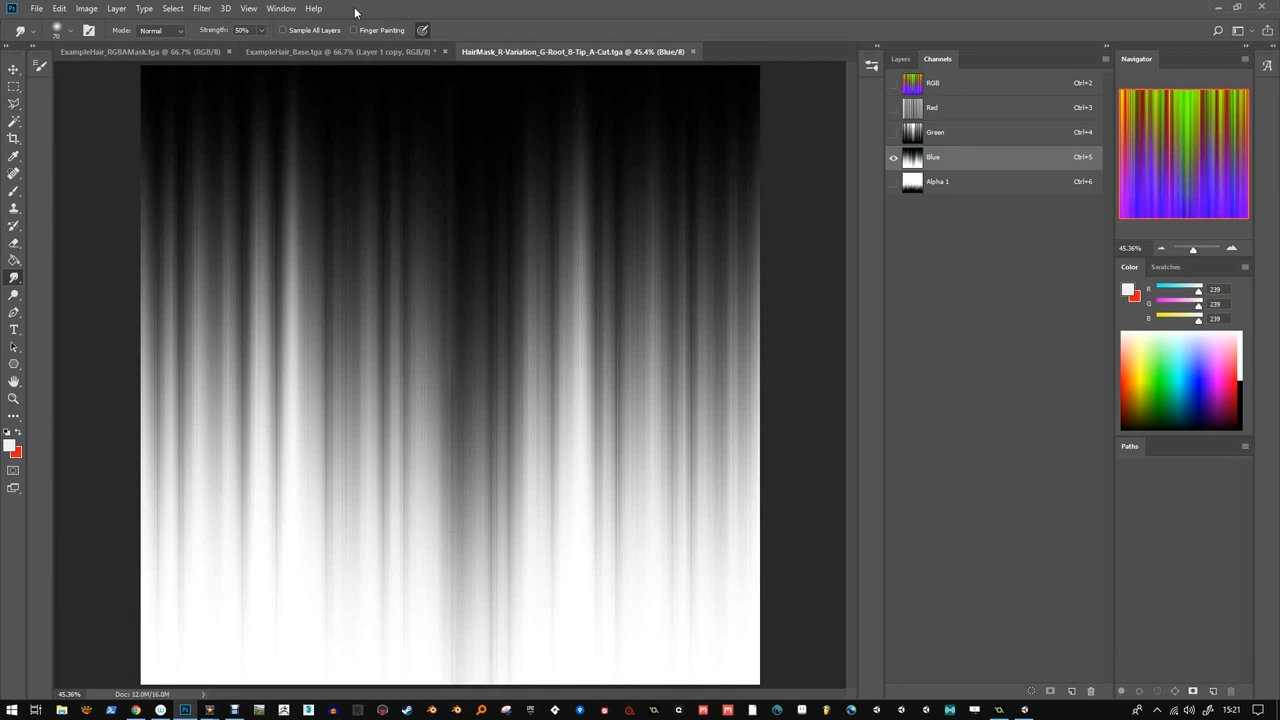 Ps File Edit Image Layer Type Select Filter 3D View Window Help
70 Mode: Normal Strength: 50% Sample All Layers Finger Painting
ExampleHair_RGBAMask.tga @ 66.7% (RGB/8) × ExampleHair_Base.tga @ 66.7% (Layer 1 copy, RGB/8) * × HairMask_R-Variation_G-Root_B-Tip_A-Cut.tga @ 45.4% (Blue/8) ×
Layers Channels
RGB Ctrl+2
Red Ctrl+3
Green Ctrl+4
Blue Ctrl+5
Alpha 1 Ctrl+6
Navigator
45.36%
Color Swatches
R 239
G 239
B 239
Paths
45.36% Doc: 12.0M/16.0M
15:21